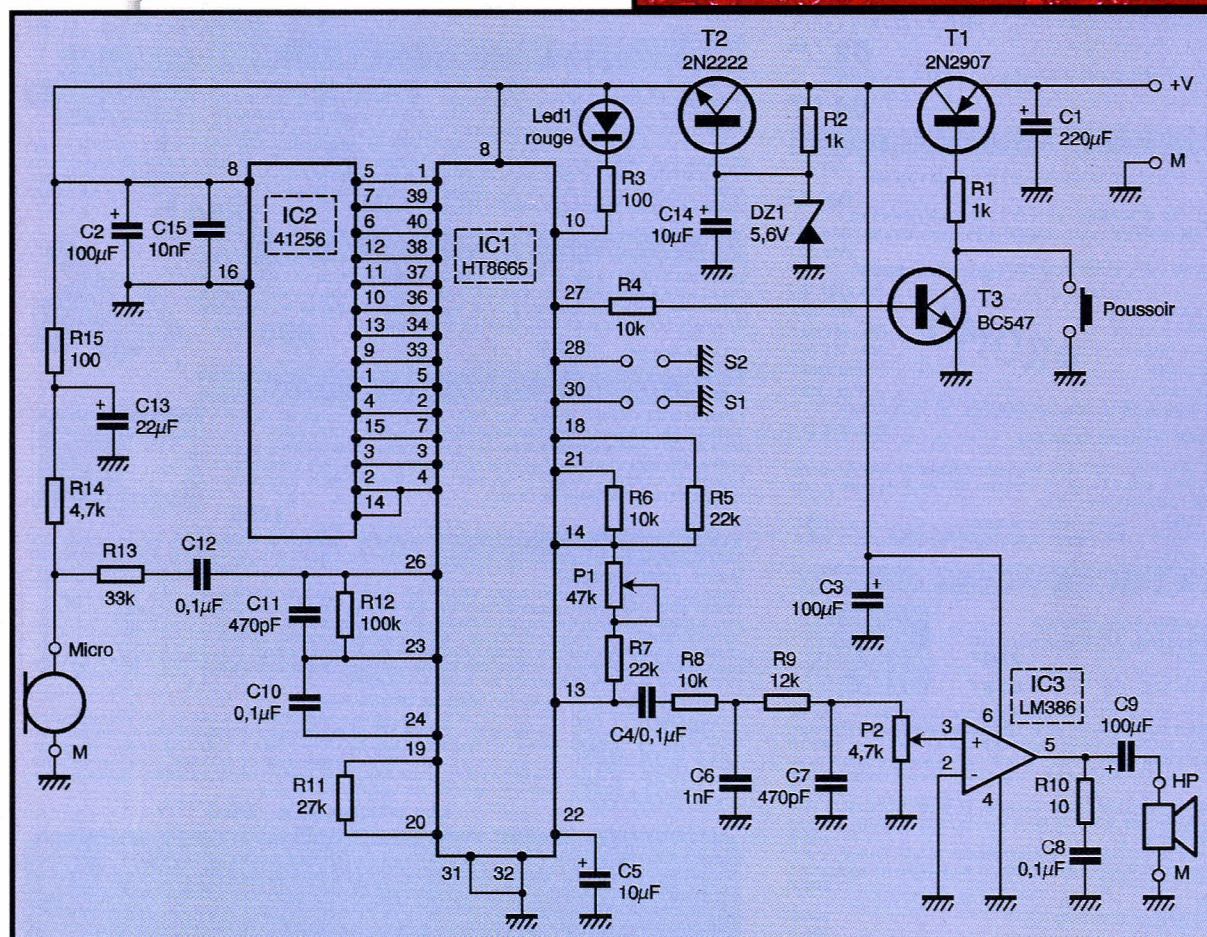 T2
2N2222
T1
2N2907
+V
Led1
rouge
R2
1k
+
C1
220µF
M
8
R3
100
8
5
1
7
39
6
40
12
38
11
37
10
36
13
34
9
33
1
5
4
2
15
7
3
3
2
4
14
IC2
41256
IC1
HT8665
+
C2
100µF
C15
10nF
16
10
C14
+
10µF
DZ1
5,6V
R1
1k
27
R4
10k
T3
BC547
Poussoir
R15
100
28
S2
30
S1
+
C13
22µF
18
21
R6
10k
R5
22k
R14
4,7k
14
R13
33k
C12
0,1µF
26
C11
470pF
R12
100k
P1
47k
C3
100µF
+
Micro
23
R7
22k
R8
10k
R9
12k
13
C4/0,1µF
IC3
LM386
C9
100µF
C10
0,1µF
24
P2
4,7k
3
+
6
5
2
-
4
+
HP
M
19
R11
27k
20
C6
1nF
C7
470pF
R10
10
22
C8
0,1µF
M
31
32
+
C5
10µF